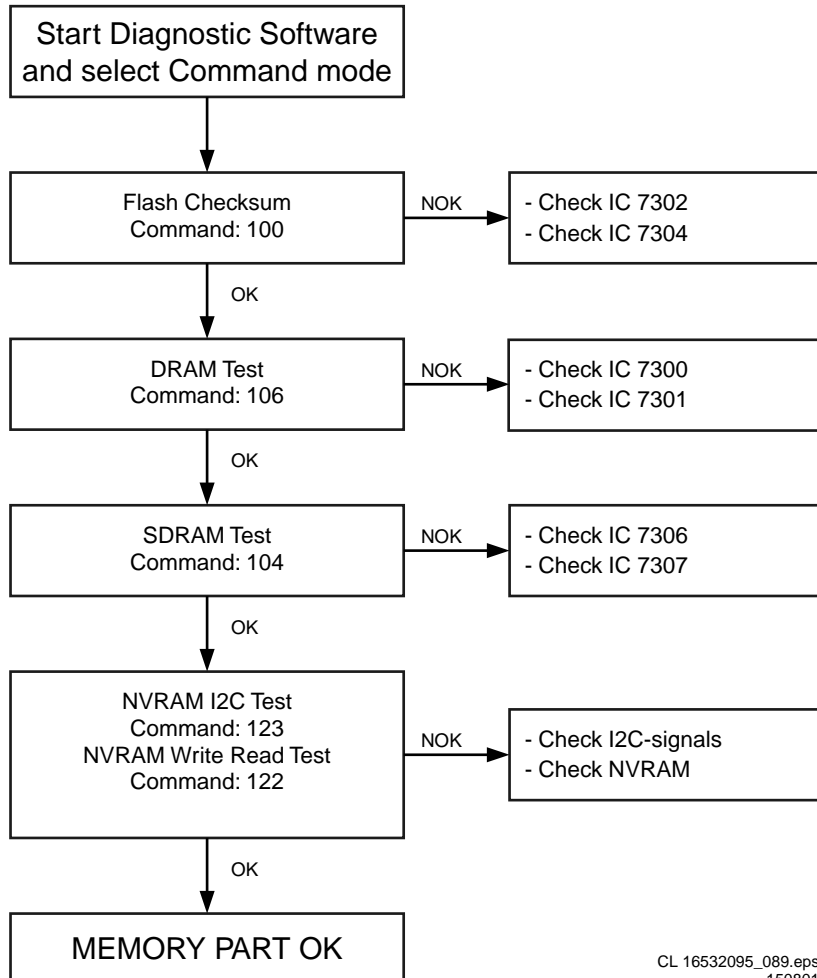 Start Diagnostic Software
and select Command mode
Flash Checksum
Command: 100
NOK
- Check IC 7302
- Check IC 7304
OK
DRAM Test
Command: 106
NOK
- Check IC 7300
- Check IC 7301
OK
SDRAM Test
Command: 104
NOK
- Check IC 7306
- Check IC 7307
OK
NVRAM I2C Test
Command: 123
NVRAM Write Read Test
Command: 122
NOK
- Check I2C-signals
- Check NVRAM
OK
MEMORY PART OK
CL 16532095_089.eps